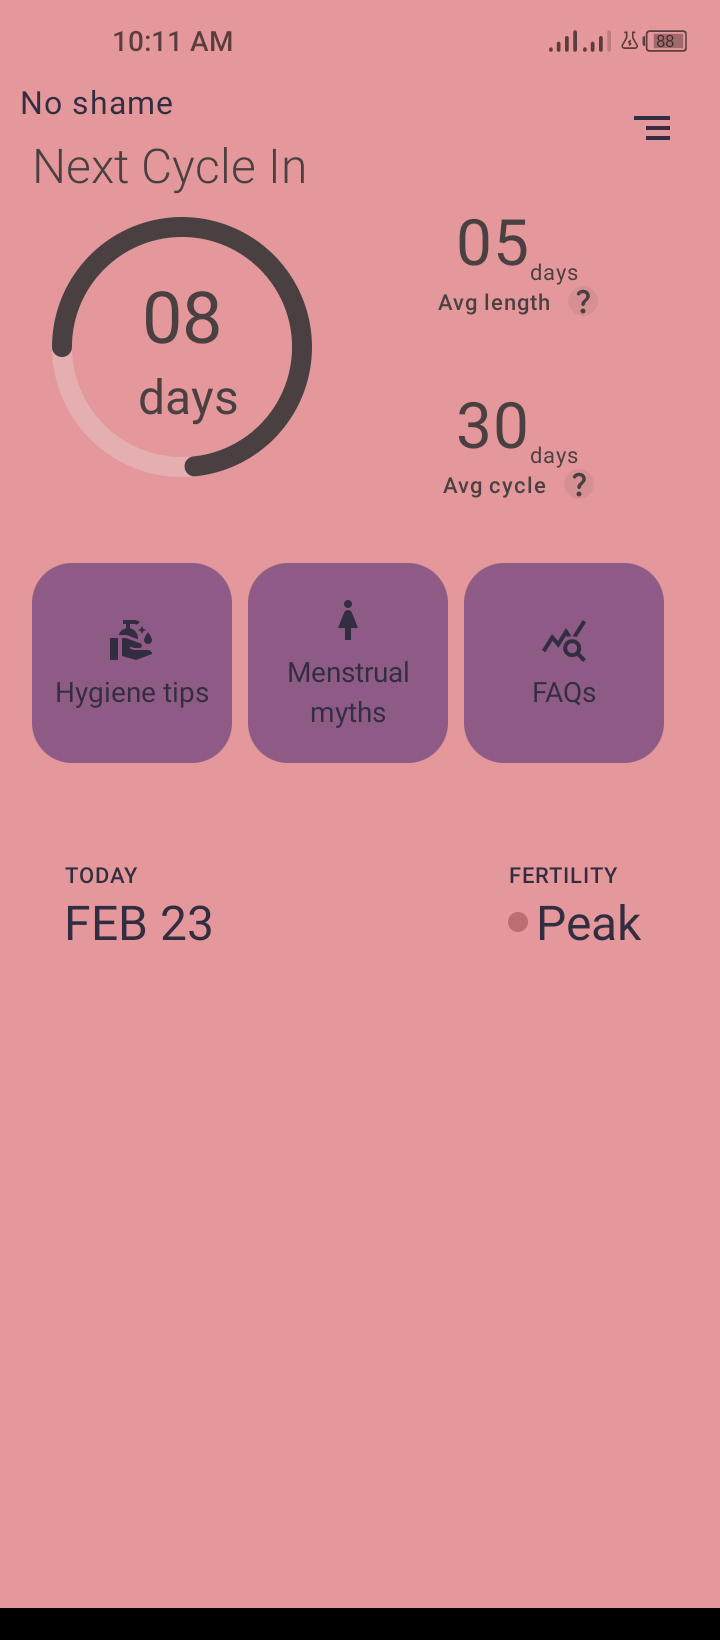 10:11 AM
88
No shame
Next Cycle In
08
days
05 days
Avg length ?
30 days
Avg cycle ?
Hygiene tips
Menstrual
myths
FAQs
TODAY
FEB 23
FERTILITY
Peak